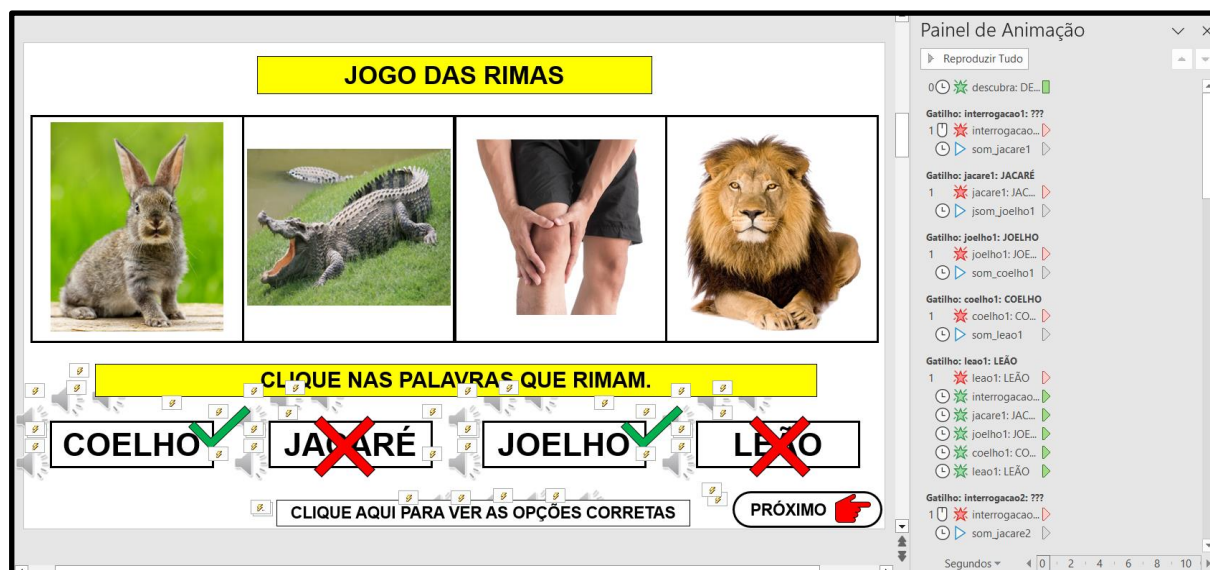 JOGO DAS RIMAS
CLIQUE NAS PALAVRAS QUE RIMAM.
COELHO
JACARÉ
JOELHO
LEÃO
CLIQUE AQUI PARA VER AS OPÇÕES CORRETAS
PRÓXIMO
Painel de Animação
Reproduzir Tudo
0 descubra: DE...
Gatilho: interrogacao1: ???
1 interrogacao...
som_jacare1
Gatilho: jacare1: JACARÉ
1 jacare1: JAC...
jsom_joelho1
Gatilho: joelho1: JOELHO
1 joelho1: JOE...
som_coelho1
Gatilho: coelho1: COELHO
1 coelho1: CO...
som_leao1
Gatilho: leao1: LEÃO
1 leao1: LEÃO
interrogacao...
jacare1: JAC...
joelho1: JOE...
coelho1: CO...
leao1: LEÃO
Gatilho: interrogacao2: ???
1 interrogacao...
som_jacare2
Segundos 0 2 4 6 8 10